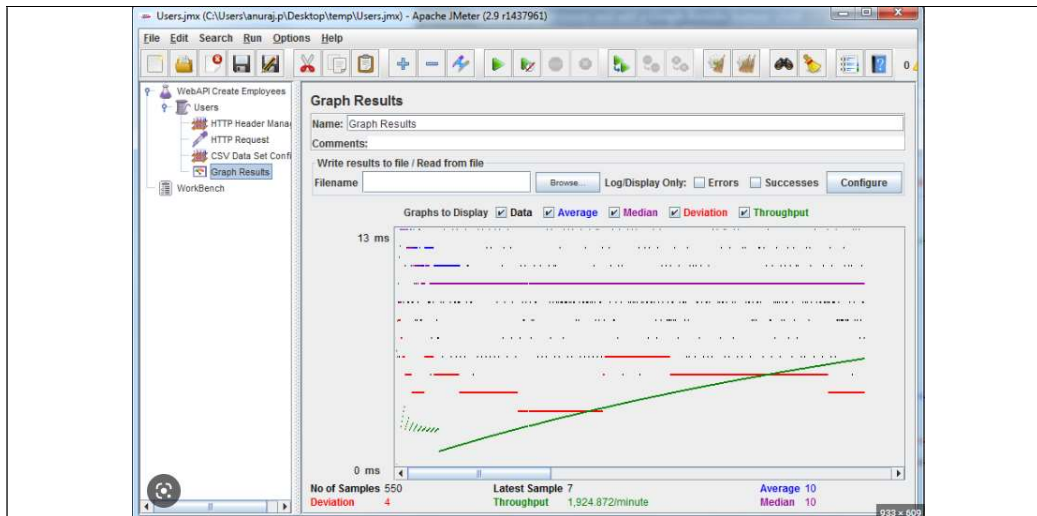 Users.jmx (C:\Users\anuraj.p\Desktop\temp\Users.jmx) - Apache JMeter (2.9 r1437961)
File Edit Search Run Options Help
0
WebAPI Create Employees
Users
HTTP Header Mana
HTTP Request
CSV Data Set Confi
Graph Results
WorkBench
Graph Results
Name: Graph Results
Comments:
Write results to file / Read from file
Filename Browse... Log/Display Only: Errors Successes Configure
Graphs to Display Data Average Median Deviation Throughput
13 ms
0 ms
No of Samples 550 Latest Sample 7 Average 10
Deviation 4 Throughput 1,924.872/minute Median 10
933 × 609